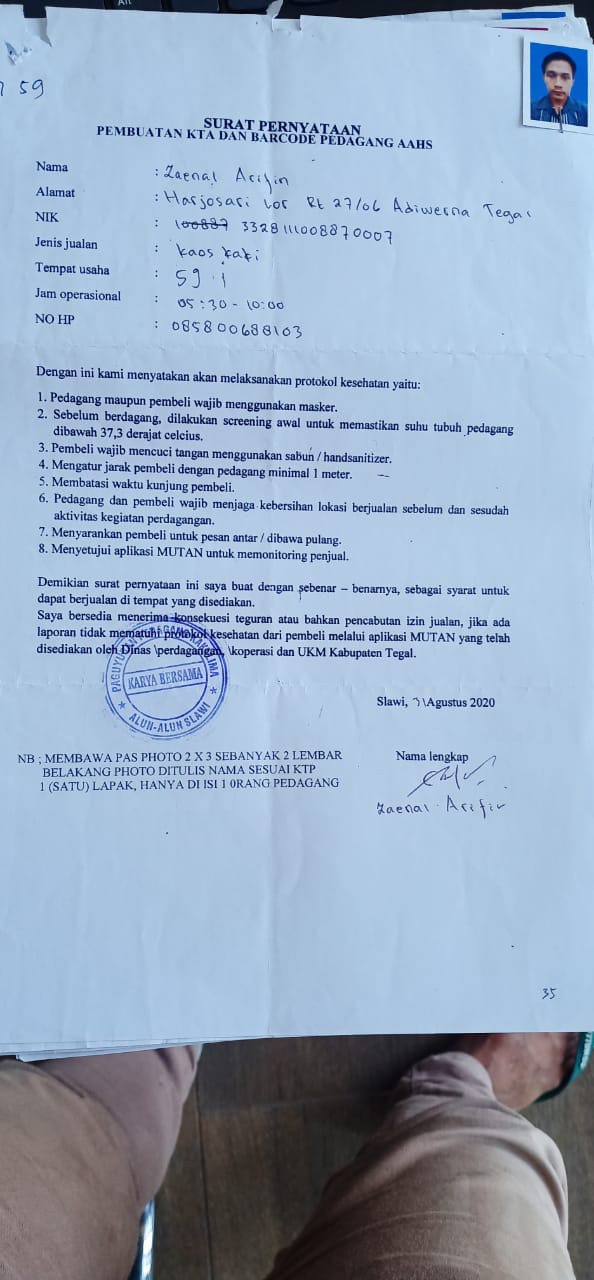 59
SURAT PERNYATAAN
PEMBUATAN KTA DAN BARCODE PEDAGANG AAHS
Nama : Zaenal Arifin
Alamat : Harjosari Lor Rt 27/06 Adiwerna Tegal
NIK : 100887 3328111008870007
Jenis jualan : kaos kaki
Tempat usaha : 59.1
Jam operasional : 05:30 - 10:00
NO HP : 085800688103
Dengan ini kami menyatakan akan melaksanakan protokol kesehatan yaitu:
1. Pedagang maupun pembeli wajib menggunakan masker.
2. Sebelum berdagang, dilakukan screening awal untuk memastikan suhu tubuh pedagang
dibawah 37,3 derajat celcius.
3. Pembeli wajib mencuci tangan menggunakan sabun / handsanitizer.
4. Mengatur jarak pembeli dengan pedagang minimal 1 meter.
5. Membatasi waktu kunjung pembeli.
6. Pedagang dan pembeli wajib menjaga kebersihan lokasi berjualan sebelum dan sesudah
aktivitas kegiatan perdagangan.
7. Menyarankan pembeli untuk pesan antar / dibawa pulang.
8. Menyetujui aplikasi MUTAN untuk memonitoring penjual.
Demikian surat pernyataan ini saya buat dengan sebenar – benarnya, sebagai syarat untuk
dapat berjualan di tempat yang disediakan.
Saya bersedia menerima konsekuesi teguran atau bahkan pencabutan izin jualan, jika ada
laporan tidak mematuhi protokol kesehatan dari pembeli melalui aplikasi MUTAN yang telah
disediakan oleh Dinas \perdagangan, \koperasi dan UKM Kabupaten Tegal.
PAGUYUBAN PEDAGANG KAKI LIMA
KARYA BERSAMA
ALUN-ALUN SLAWI
Slawi, Agustus 2020
NB ; MEMBAWA PAS PHOTO 2 X 3 SEBANYAK 2 LEMBAR
BELAKANG PHOTO DITULIS NAMA SESUAI KTP
1 (SATU) LAPAK, HANYA DI ISI 1 0RANG PEDAGANG
Nama lengkap
Zaenal Arifin
35